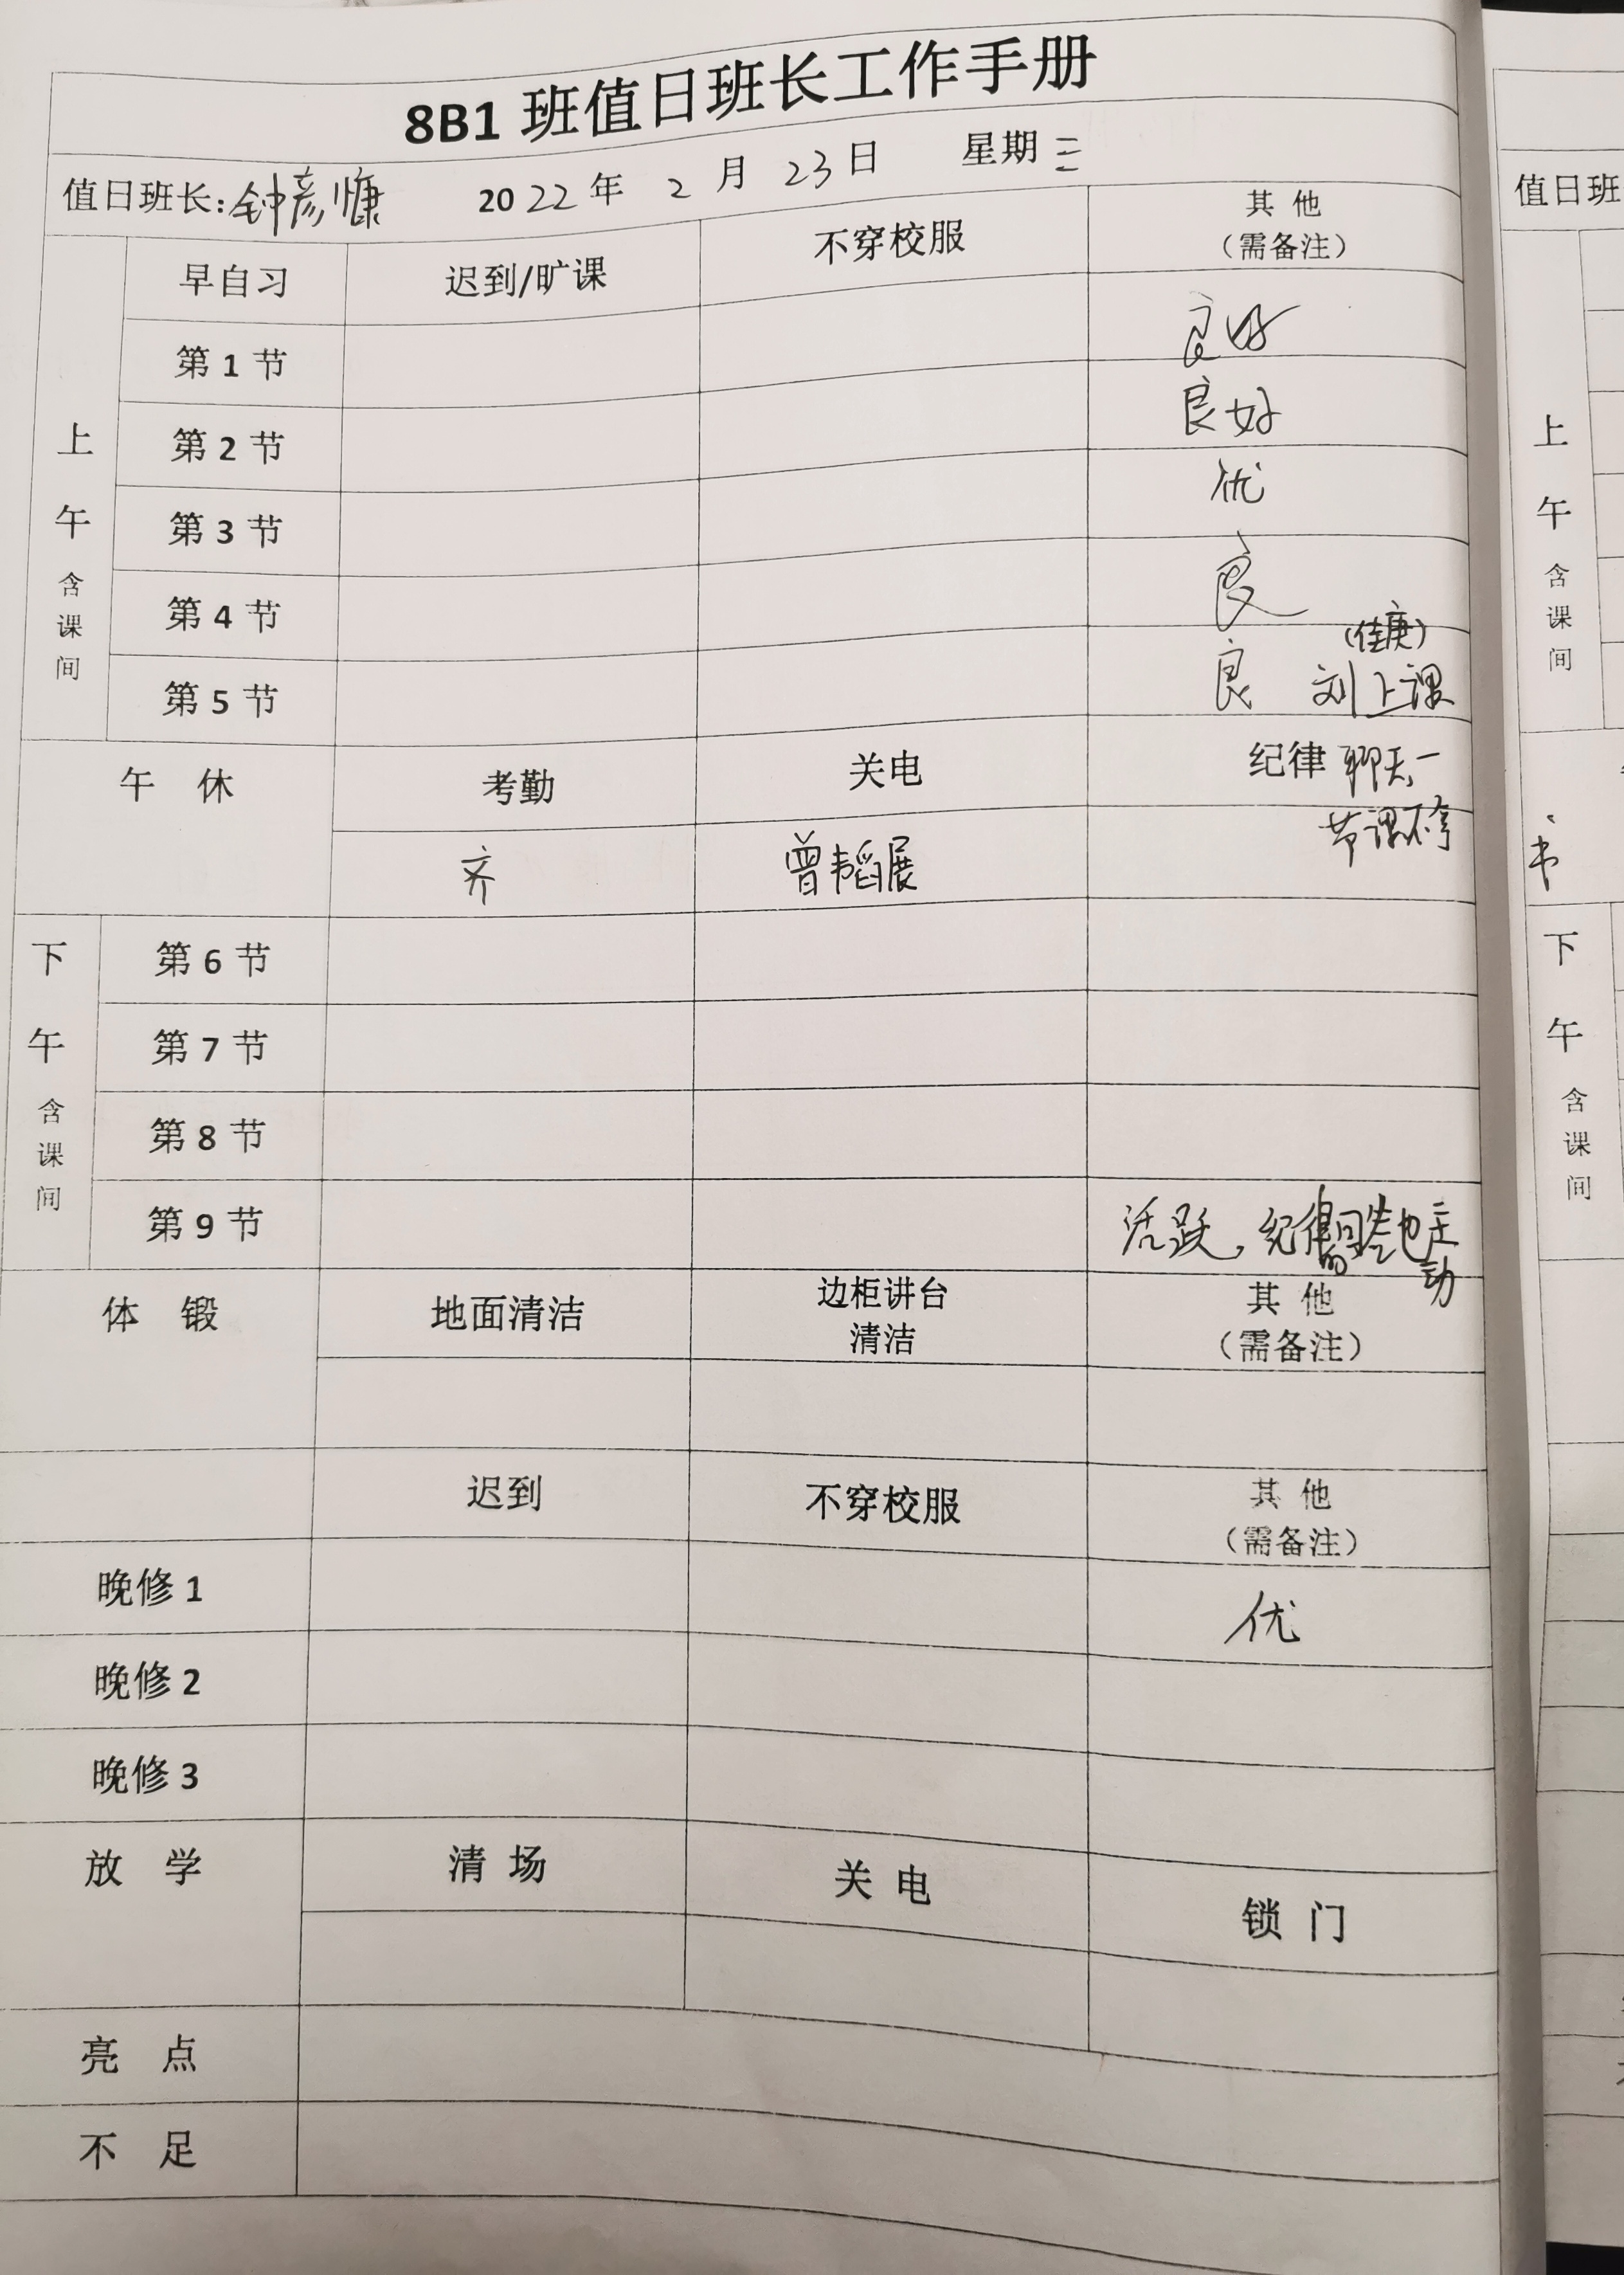 8B1 班值日班长工作手册
值日班长:钟彦慷 2022年 2月 23日 星期三
早自习 迟到/旷课 不穿校服 其他
（需备注）
上午 含课间
第1节 良好
第2节 良好
第3节 优
第4节 良
(佳庚)
第5节 良 刘上课
午休 考勤 关电 纪律 聊天一
节课不停
齐 曾韬展
下午 含课间
第6节
第7节
第8节
第9节 活跃，纪律
动
体锻 地面清洁 边柜讲台
清洁
其他
（需备注）
迟到 不穿校服 其他
（需备注）
晚修1 优
晚修2
晚修3
放学 清场 关电 锁门
亮点
不足
值日班
上午 含课间
书
下午 含课间